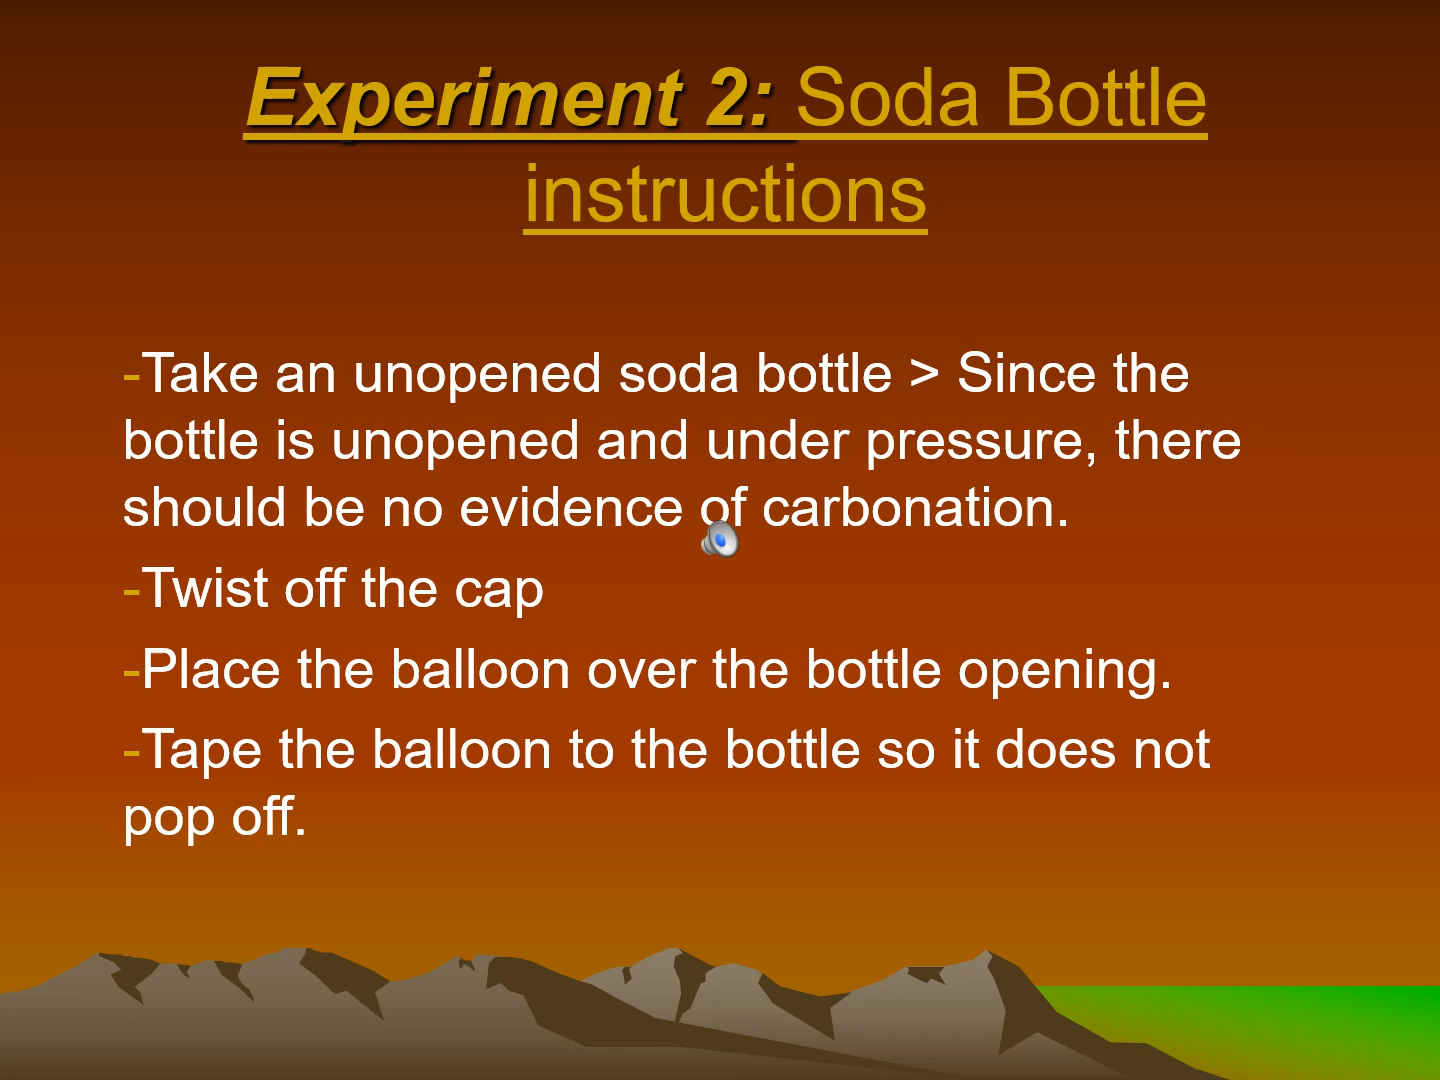 Experiment 2: Soda Bottle
instructions
-Take an unopened soda bottle > Since the
bottle is unopened and under pressure, there
should be no evidence of carbonation.
-Twist off the cap
-Place the balloon over the bottle opening.
-Tape the balloon to the bottle so it does not
pop off.